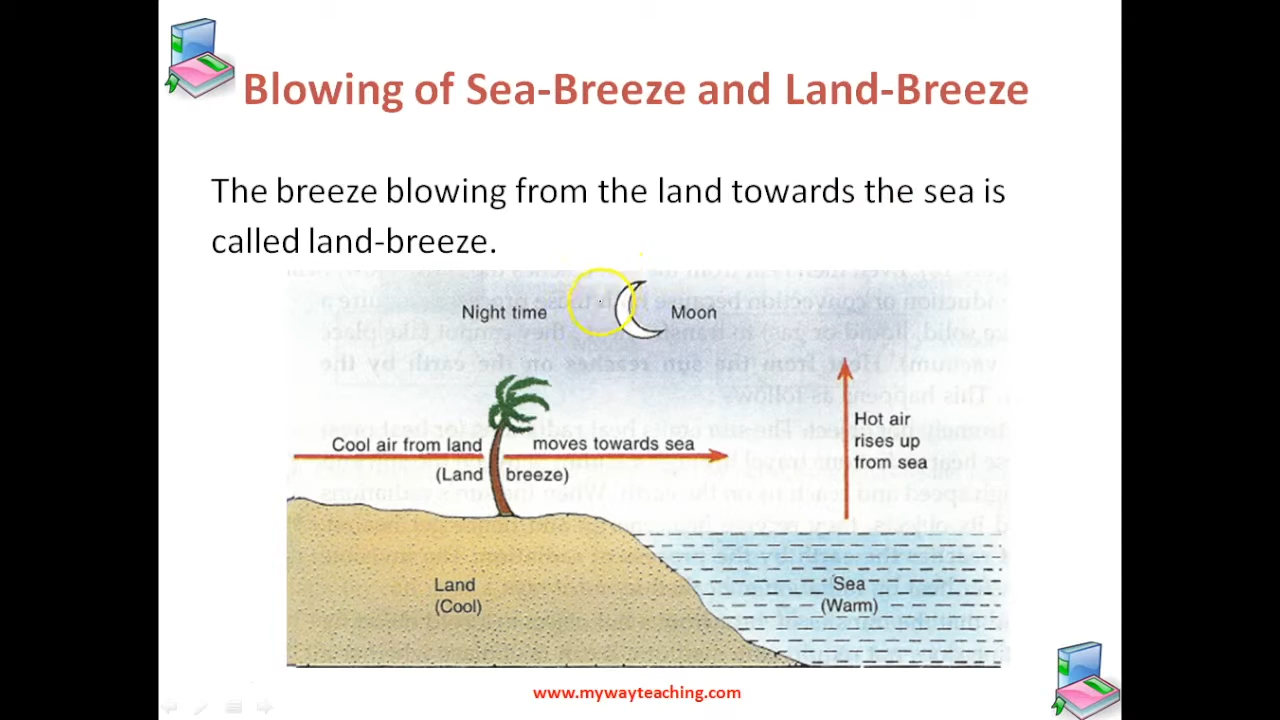 Blowing of Sea-Breeze and Land-Breeze
The breeze blowing from the land towards the sea is
called land-breeze.
Night time
Moon
Cool air from land moves towards sea
(Land breeze)
Hot air
rises up
from sea
Land
(Cool)
Sea
(Warm)
www.mywayteaching.com